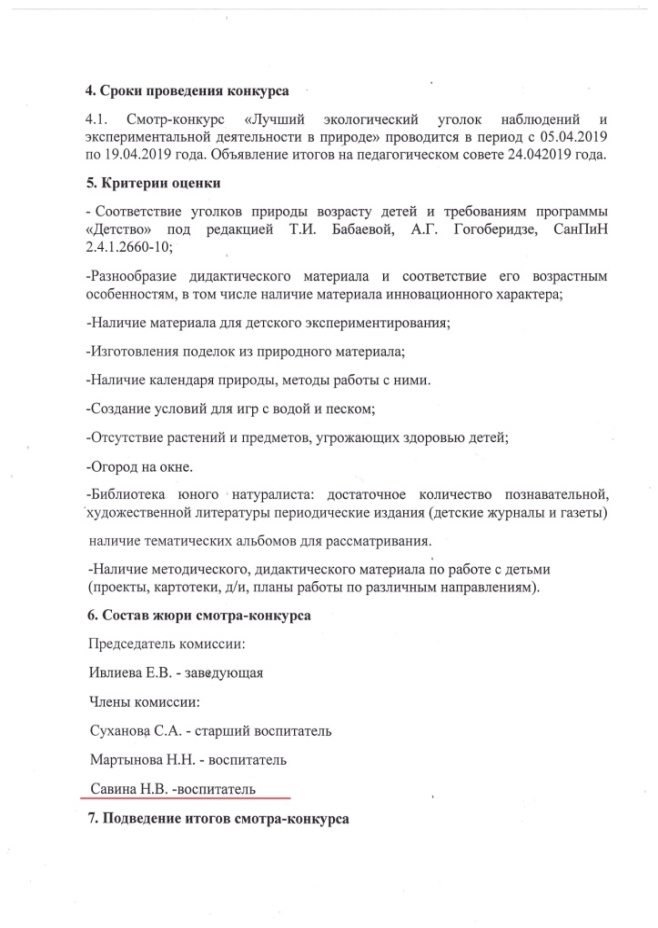 4. Сроки проведения конкурса
4.1. Смотр-конкурс «Лучший экологический уголок наблюдений и
экспериментальной деятельности в природе» проводится в период с 05.04.2019
по 19.04.2019 года. Объявление итогов на педагогическом совете 24.042019 года.
5. Критерии оценки
- Соответствие уголков природы возрасту детей и требованиям программы
«Детство» под редакцией Т.И. Бабаевой, А.Г. Гогоберидзе, СанПиН
2.4.1.2660-10;
-Разнообразие дидактического материала и соответствие его возрастным
особенностям, в том числе наличие материала инновационного характера;
-Наличие материала для детского экспериментирования;
-Изготовления поделок из природного материала;
-Наличие календаря природы, методы работы с ними.
-Создание условий для игр с водой и песком;
-Отсутствие растений и предметов, угрожающих здоровью детей;
-Огород на окне.
-Библиотека юного натуралиста: достаточное количество познавательной,
художественной литературы периодические издания (детские журналы и газеты)
наличие тематических альбомов для рассматривания.
-Наличие методического, дидактического материала по работе с детьми
(проекты, картотеки, д/и, планы работы по различным направлениям).
6. Состав жюри смотра-конкурса
Председатель комиссии:
Ивлиева Е.В. - заведующая
Члены комиссии:
Суханова С.А. - старший воспитатель
Мартынова Н.Н. - воспитатель
Савина Н.В. -воспитатель
7. Подведение итогов смотра-конкурса